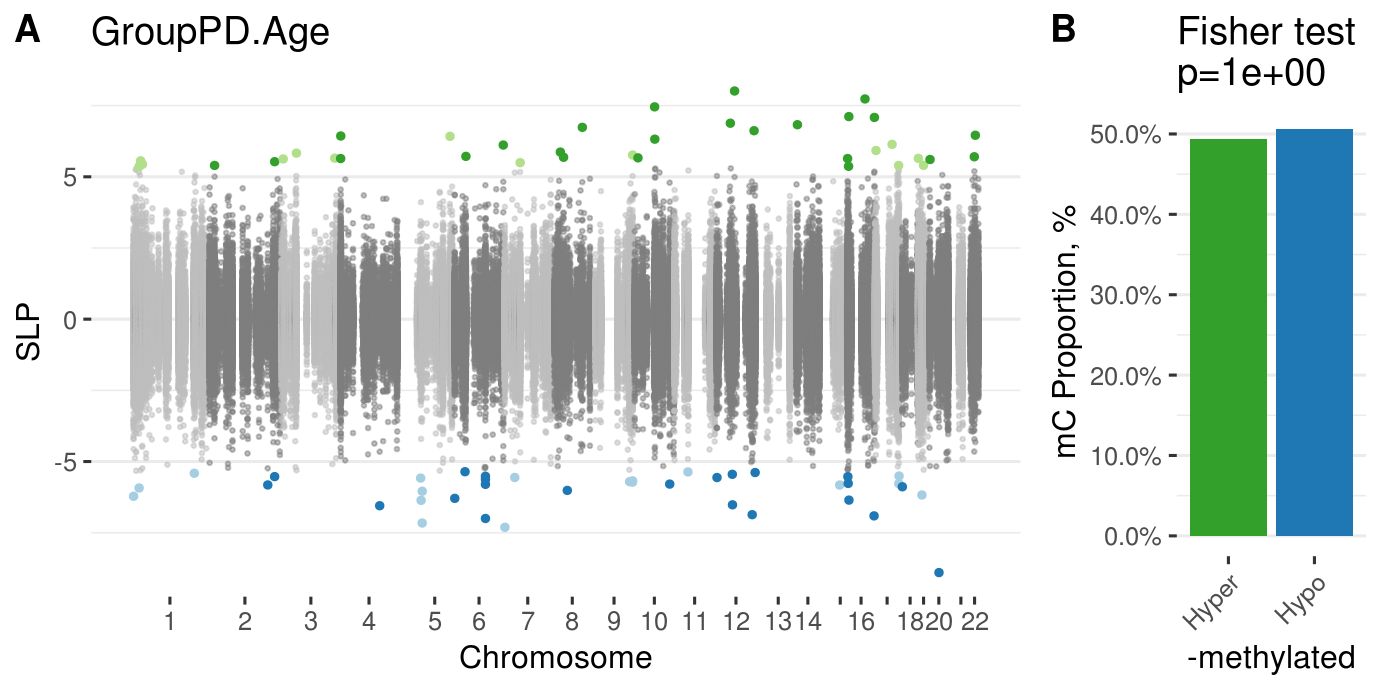 A GroupPD.Age
5
0
-5
SLP
1 2 3 4 5 6 7 8 9 10 11 12 13 14 16 18 20 22
Chromosome
B Fisher test
p=1e+00
50.0%
40.0%
30.0%
20.0%
10.0%
0.0%
mC Proportion, %
Hyper Hypo
-methylated